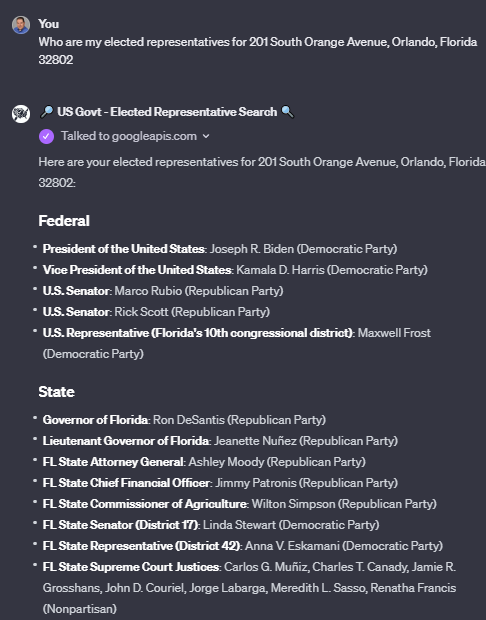 You
Who are my elected representatives for 201 South Orange Avenue, Orlando, Florida
32802
🔎 US Govt - Elected Representative Search 🔍
Talked to googleapis.com
Here are your elected representatives for 201 South Orange Avenue, Orlando, Florida
32802:
Federal
• President of the United States: Joseph R. Biden (Democratic Party)
• Vice President of the United States: Kamala D. Harris (Democratic Party)
• U.S. Senator: Marco Rubio (Republican Party)
• U.S. Senator: Rick Scott (Republican Party)
• U.S. Representative (Florida's 10th congressional district): Maxwell Frost
(Democratic Party)
State
• Governor of Florida: Ron DeSantis (Republican Party)
• Lieutenant Governor of Florida: Jeanette Nuñez (Republican Party)
• FL State Attorney General: Ashley Moody (Republican Party)
• FL State Chief Financial Officer: Jimmy Patronis (Republican Party)
• FL State Commissioner of Agriculture: Wilton Simpson (Republican Party)
• FL State Senator (District 17): Linda Stewart (Democratic Party)
• FL State Representative (District 42): Anna V. Eskamani (Democratic Party)
• FL State Supreme Court Justices: Carlos G. Muñiz, Charles T. Canady, Jamie R.
Grosshans, John D. Couriel, Jorge Labarga, Meredith L. Sasso, Renatha Francis
(Nonpartisan)